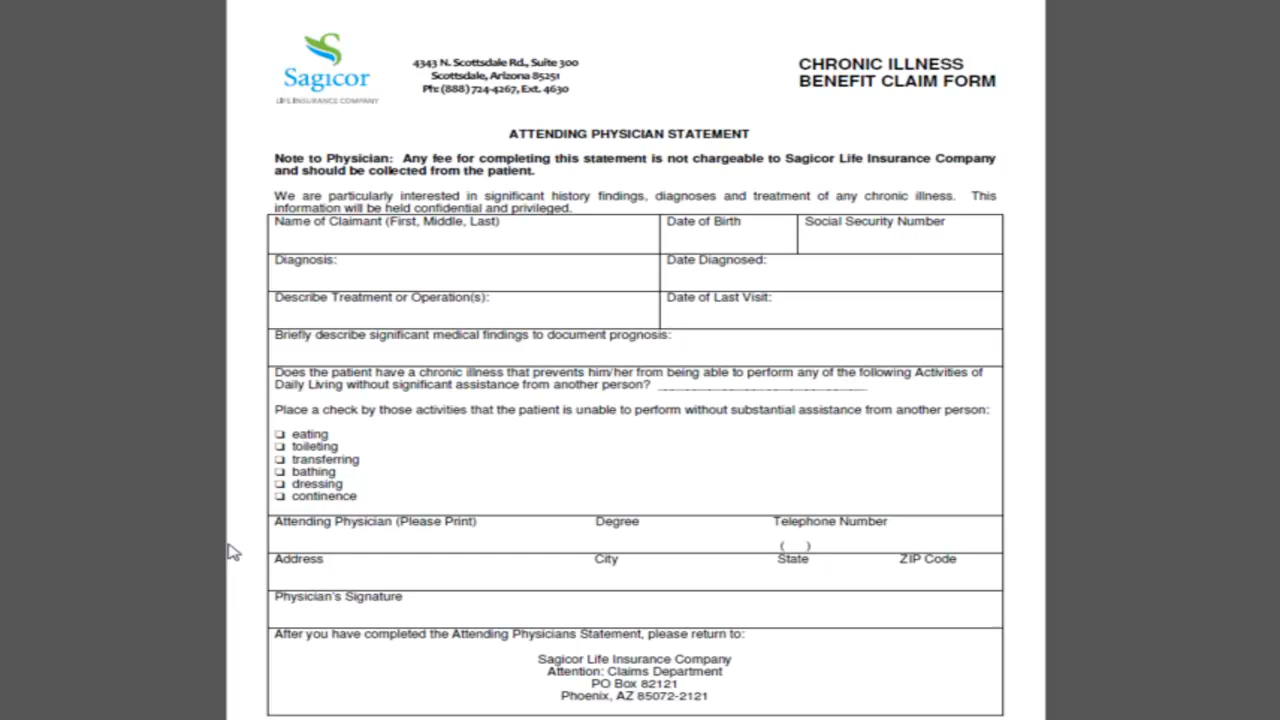 Sagicor
LIFE INSURANCE COMPANY
4343 N. Scottsdale Rd., Suite 300
Scottsdale, Arizona 85251
Ph: (888) 724-4267, Ext. 4630
CHRONIC ILLNESS
BENEFIT CLAIM FORM
ATTENDING PHYSICIAN STATEMENT
Note to Physician: Any fee for completing this statement is not chargeable to Sagicor Life Insurance Company
and should be collected from the patient.
We are particularly interested in significant history findings, diagnoses and treatment of any chronic illness. This
information will be held confidential and privileged.
Name of Claimant (First, Middle, Last) Date of Birth Social Security Number
Diagnosis: Date Diagnosed:
Describe Treatment or Operation(s): Date of Last Visit:
Briefly describe significant medical findings to document prognosis:
Does the patient have a chronic illness that prevents him/her from being able to perform any of the following Activities of
Daily Living without significant assistance from another person?
Place a check by those activities that the patient is unable to perform without substantial assistance from another person:
❑ eating
❑ toileting
❑ transferring
❑ bathing
❑ dressing
❑ continence
Attending Physician (Please Print) Degree Telephone Number
( )
Address City State ZIP Code
Physician's Signature
After you have completed the Attending Physicians Statement, please return to:
Sagicor Life Insurance Company
Attention: Claims Department
PO Box 82121
Phoenix, AZ 85072-2121